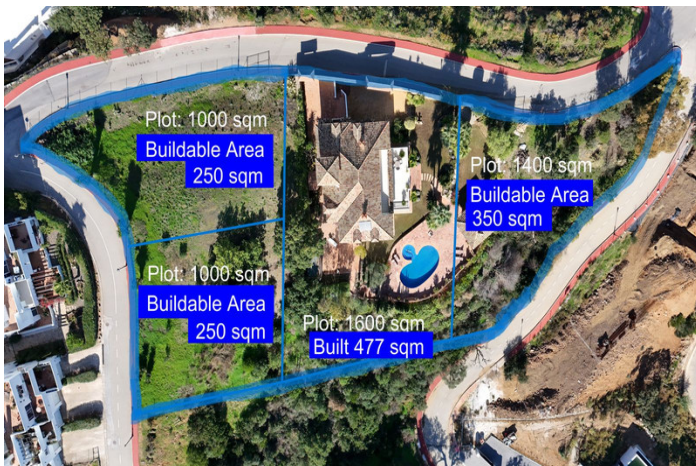 Plot: 1000 sqm
Buildable Area
250 sqm
Plot: 1400 sqm
Buildable Area
350 sqm
Plot: 1000 sqm
Buildable Area
250 sqm
Plot: 1600 sqm
Built 477 sqm